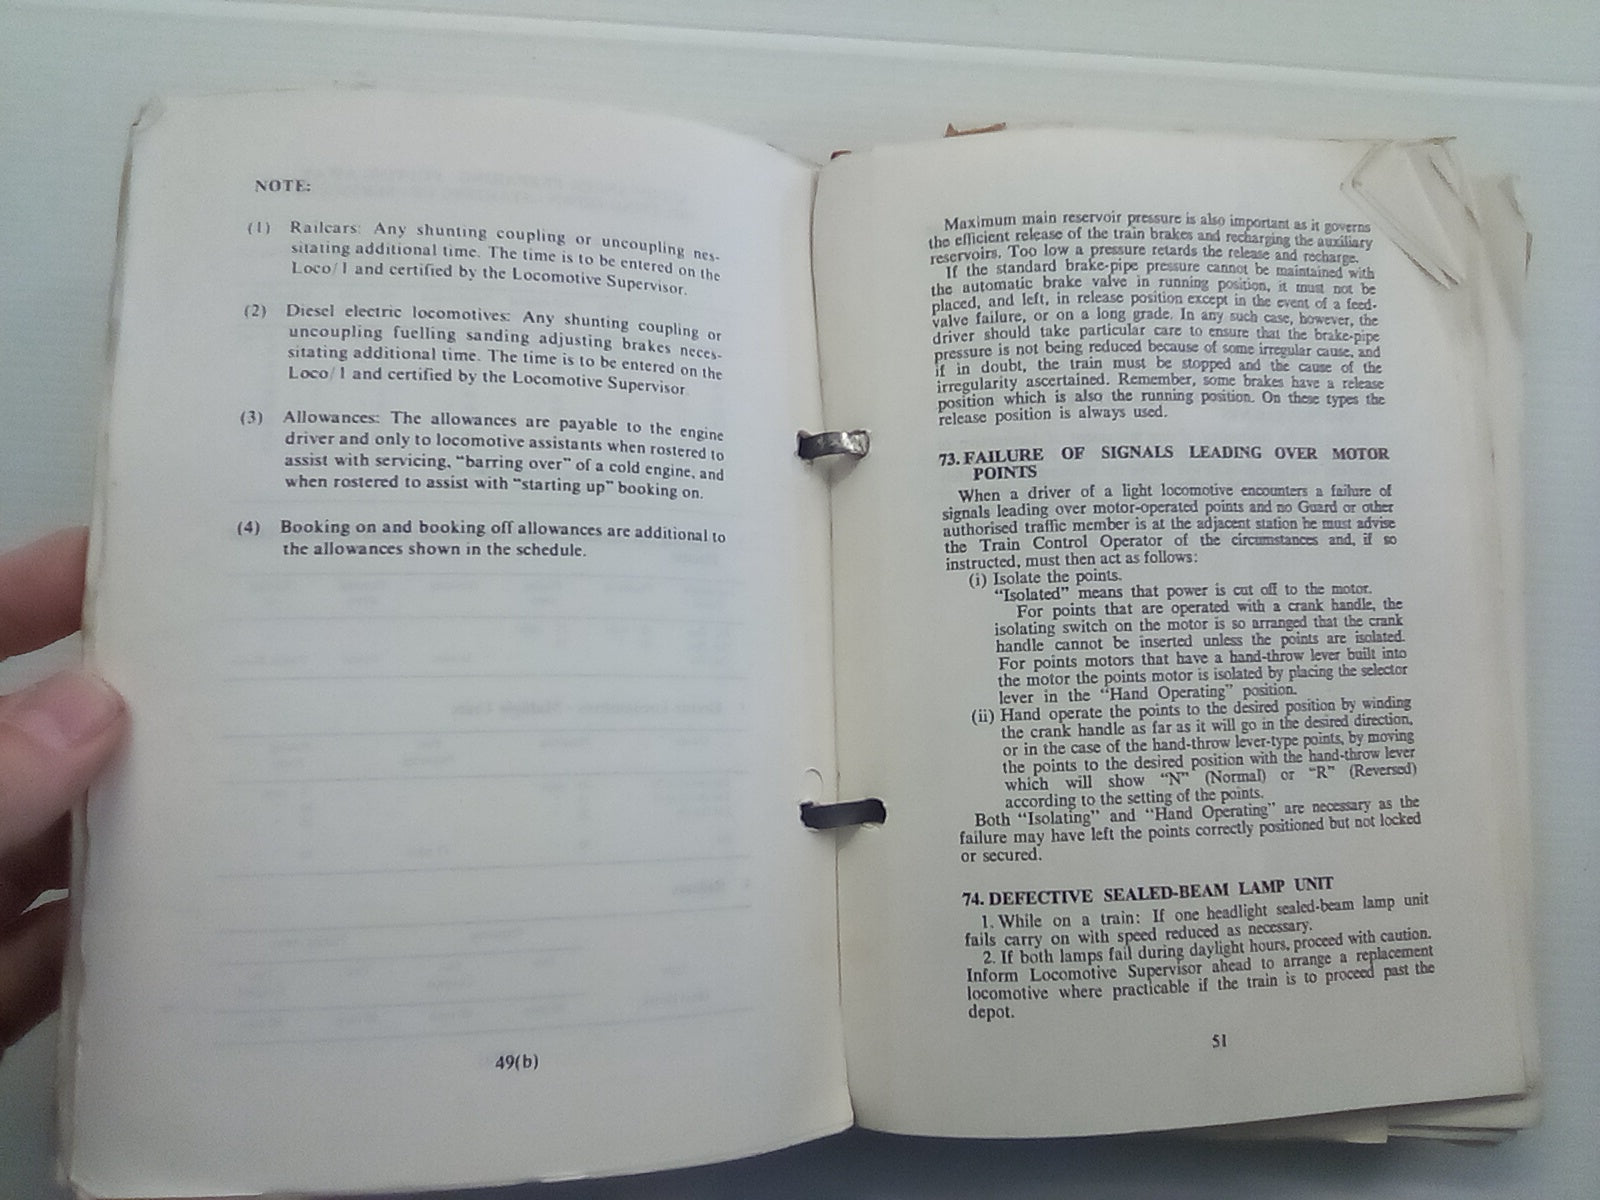 NOTE:
(1) Railcars: Any shunting coupling or uncoupling nes-
sitating additional time. The time is to be entered on the
Loco/1 and certified by the Locomotive Supervisor.
(2) Diesel electric locomotives: Any shunting coupling or
uncoupling fuelling sanding adjusting brakes neces-
sitating additional time. The time is to be entered on the
Loco/1 and certified by the Locomotive Supervisor.
(3) Allowances: The allowances are payable to the engine
driver and only to locomotive assistants when rostered to
assist with servicing, "barring over" of a cold engine, and
when rostered to assist with "starting up" booking on.
(4) Booking on and booking off allowances are additional to
the allowances shown in the schedule.
49(b)
Maximum main reservoir pressure is also important as it governs
the efficient release of the train brakes and recharging the auxiliary
reservoirs. Too low a pressure retards the release and recharge.
If the standard brake-pipe pressure cannot be maintained with
the automatic brake valve in running position, it must not be
placed, and left, in release position except in the event of a feed-
valve failure, or on a long grade. In any such case, however, the
driver should take particular care to ensure that the brake-pipe
pressure is not being reduced because of some irregular cause, and
if in doubt, the train must be stopped and the cause of the
irregularity ascertained. Remember, some brakes have a release
position which is also the running position. On these types the
release position is always used.
73. FAILURE OF SIGNALS LEADING OVER MOTOR
POINTS
When a driver of a light locomotive encounters a failure of
signals leading over motor-operated points and no Guard or other
authorised traffic member is at the adjacent station he must advise
the Train Control Operator of the circumstances and, if so
instructed, must then act as follows:
(i) Isolate the points.
"Isolated" means that power is cut off to the motor.
For points that are operated with a crank handle, the
isolating switch on the motor is so arranged that the crank
handle cannot be inserted unless the points are isolated.
For points motors that have a hand-throw lever built into
the motor the points motor is isolated by placing the selector
lever in the "Hand Operating" position.
(ii) Hand operate the points to the desired position by winding
the crank handle as far as it will go in the desired direction,
or in the case of the hand-throw lever-type points, by moving
the points to the desired position with the hand-throw lever
which will show "N" (Normal) or "R" (Reversed)
according to the setting of the points.
Both "Isolating" and "Hand Operating" are necessary as the
failure may have left the points correctly positioned but not locked
or secured.
74. DEFECTIVE SEALED-BEAM LAMP UNIT
1. While on a train: If one headlight sealed-beam lamp unit
fails carry on with speed reduced as necessary.
2. If both lamps fail during daylight hours, proceed with caution.
Inform Locomotive Supervisor ahead to arrange a replacement
locomotive where practicable if the train is to proceed past the
depot.
51